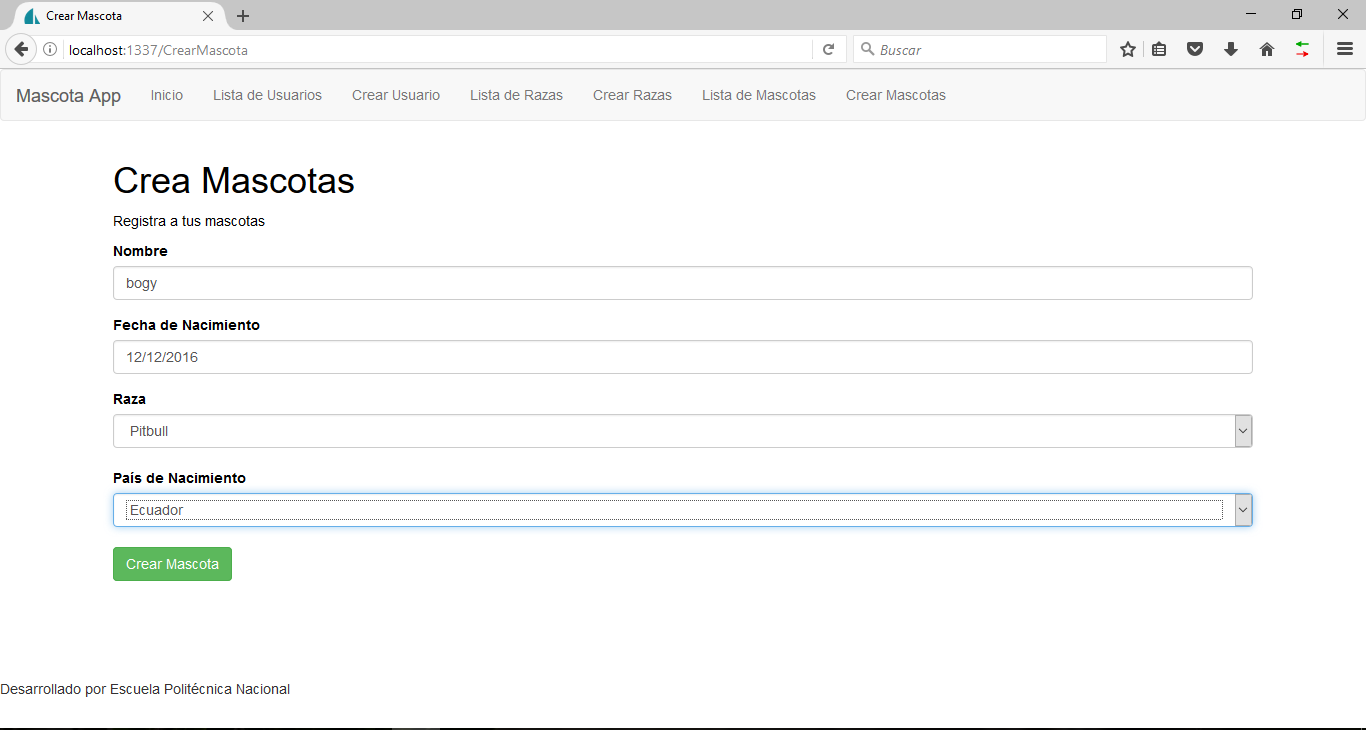 Crear Mascota
localhost:1337/CrearMascota
Buscar
Mascota App Inicio Lista de Usuarios Crear Usuario Lista de Razas Crear Razas Lista de Mascotas Crear Mascotas
Crea Mascotas
Registra a tus mascotas
Nombre
bogy
Fecha de Nacimiento
12/12/2016
Raza
Pitbull
País de Nacimiento
Ecuador
Crear Mascota
Desarrollado por Escuela Politécnica Nacional